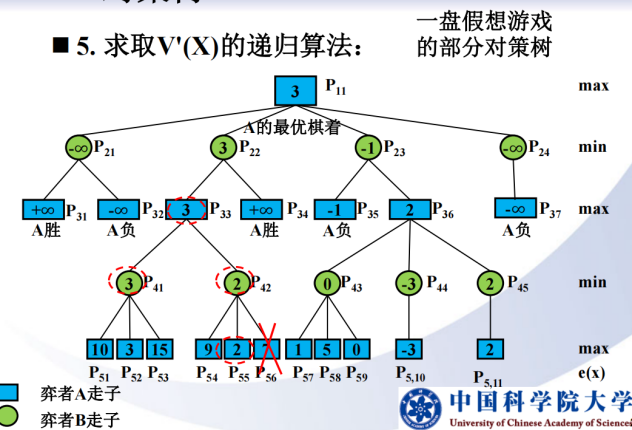 ■ 5. 求取V'(X)的递归算法：
一盘假想游戏
的部分对策树
3 P11 max
A的最优棋着
-∞ P21 3 P22 -1 P23 -∞ P24 min
+∞ P31 -∞ P32 3 P33 +∞ P34 -1 P35 2 P36 -∞ P37 max
A胜 A负 A胜 A负 A负
3 P41 2 P42 0 P43 -3 P44 2 P45 min
10 3 15 9 2 1 5 0 -3 2 max
P51 P52 P53 P54 P55 P56 P57 P58 P59 P5,10 P5,11 e(x)
弈者A走子
弈者B走子
中国科学院大学
University of Chinese Academy of Sciences